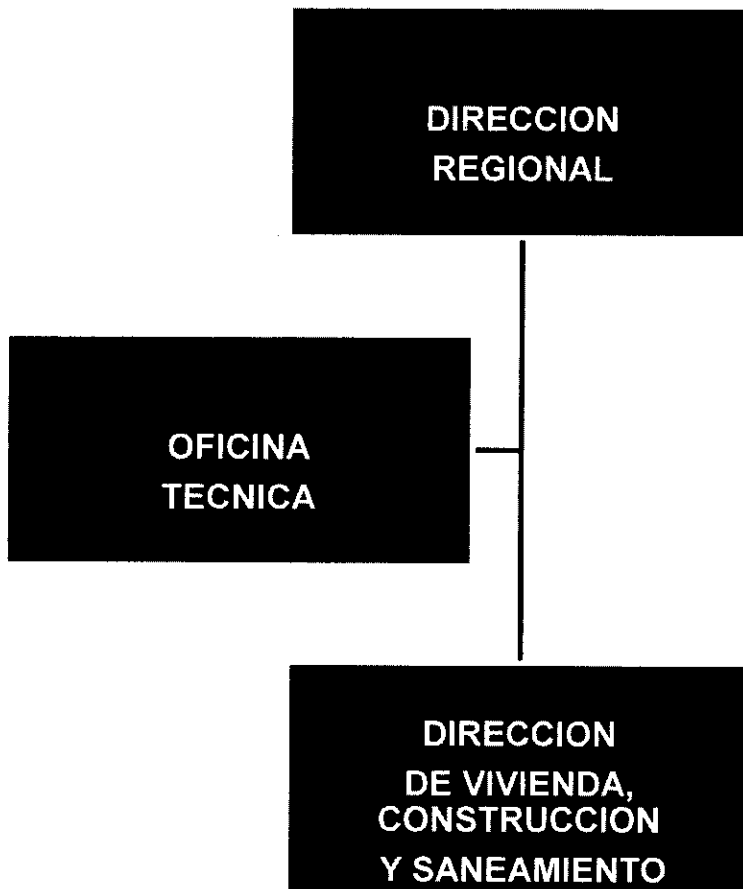 DIRECCION
REGIONAL
OFICINA
TECNICA
DIRECCION
DE VIVIENDA,
CONSTRUCCION
Y SANEAMIENTO